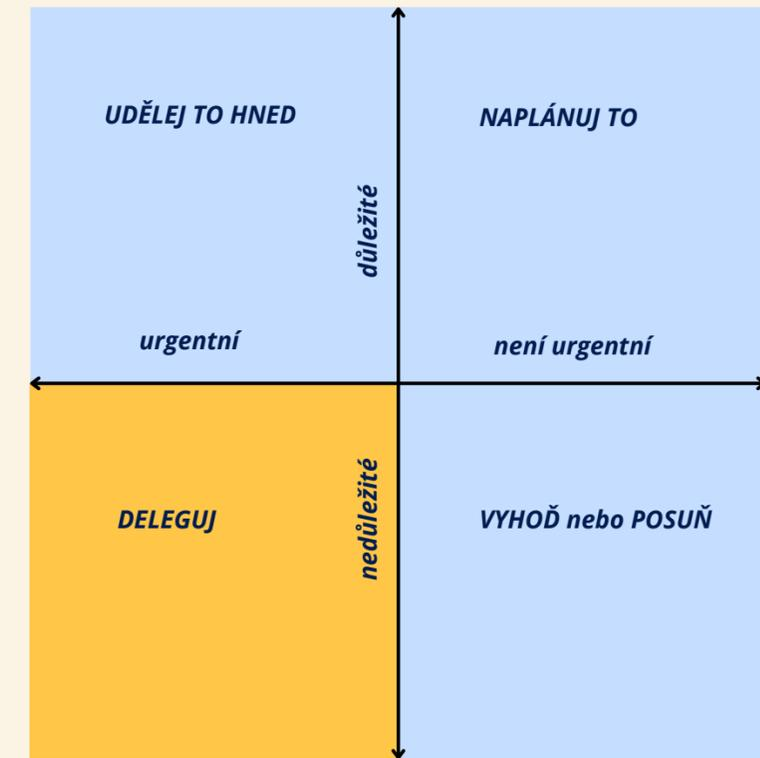 UDĚLEJ TO HNED
NAPLÁNUJ TO
důležité
urgentní
není urgentní
nedůležité
DELEGUJ
VYHOĎ nebo POSUŇ